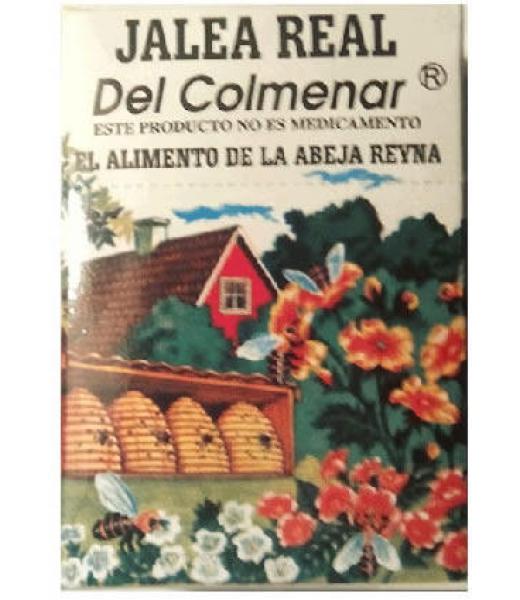 JALEA REAL
Del Colmenar ®
ESTE PRODUCTO NO ES MEDICAMENTO
EL ALIMENTO DE LA ABEJA REYNA